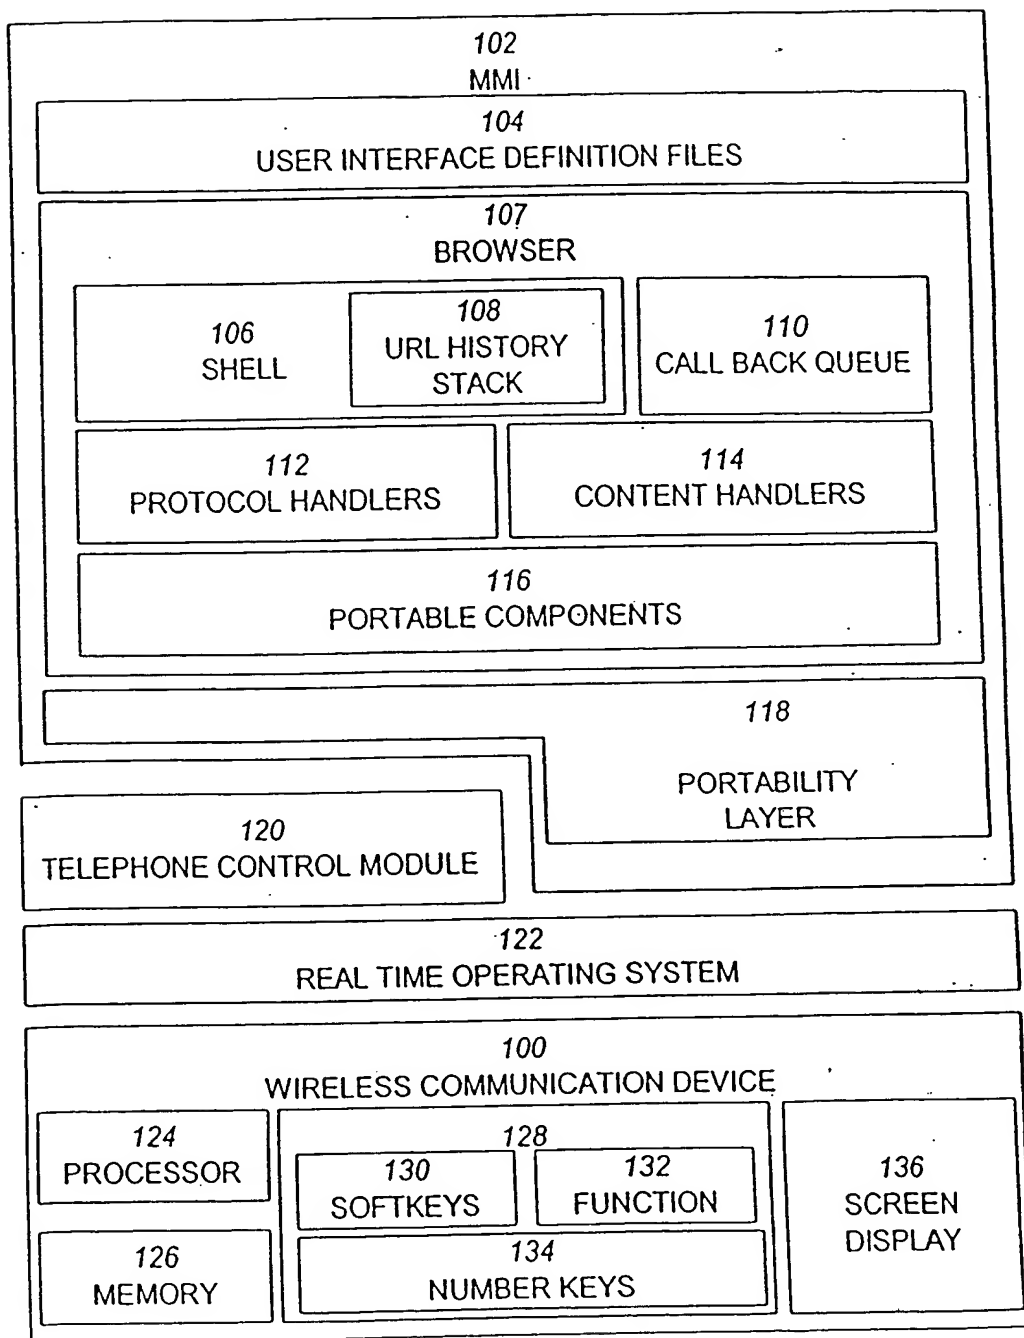 102
MMI
104
USER INTERFACE DEFINITION FILES
107
BROWSER
106
SHELL
108
URL HISTORY
STACK
110
CALL BACK QUEUE
112
PROTOCOL HANDLERS
114
CONTENT HANDLERS
116
PORTABLE COMPONENTS
118
PORTABILITY
LAYER
120
TELEPHONE CONTROL MODULE
122
REAL TIME OPERATING SYSTEM
100
WIRELESS COMMUNICATION DEVICE
124
PROCESSOR
126
MEMORY
128
130
SOFTKEYS
132
FUNCTION
134
NUMBER KEYS
136
SCREEN
DISPLAY